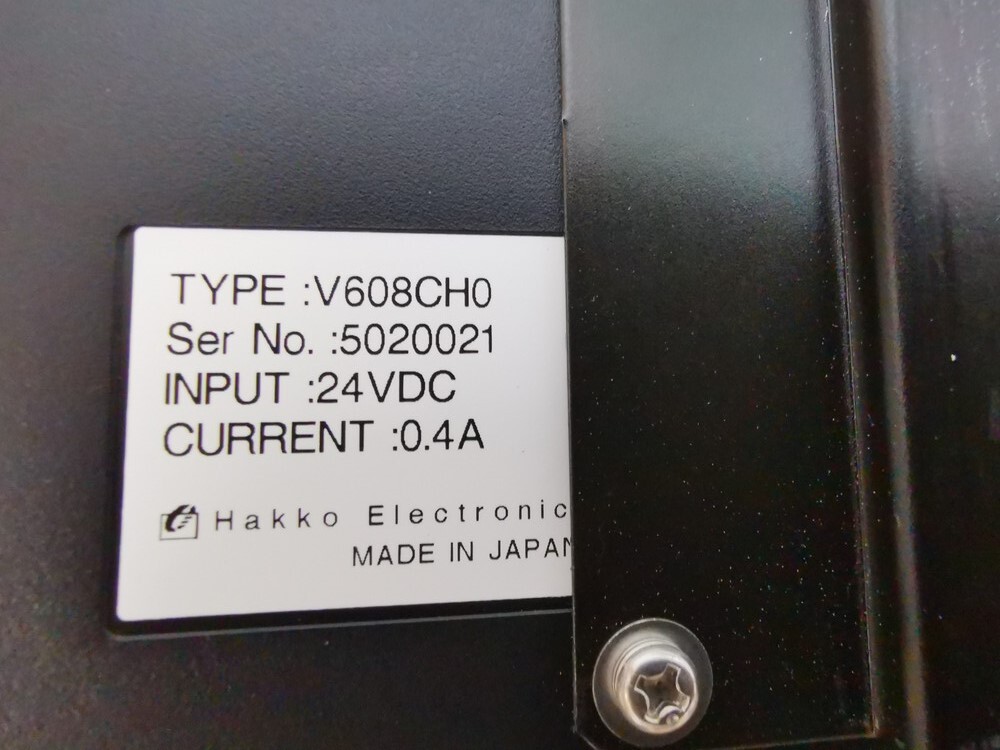 TYPE :V608CH0
Ser No. :5020021
INPUT :24VDC
CURRENT :0.4A
Hakko Electronic
MADE IN JAPAN